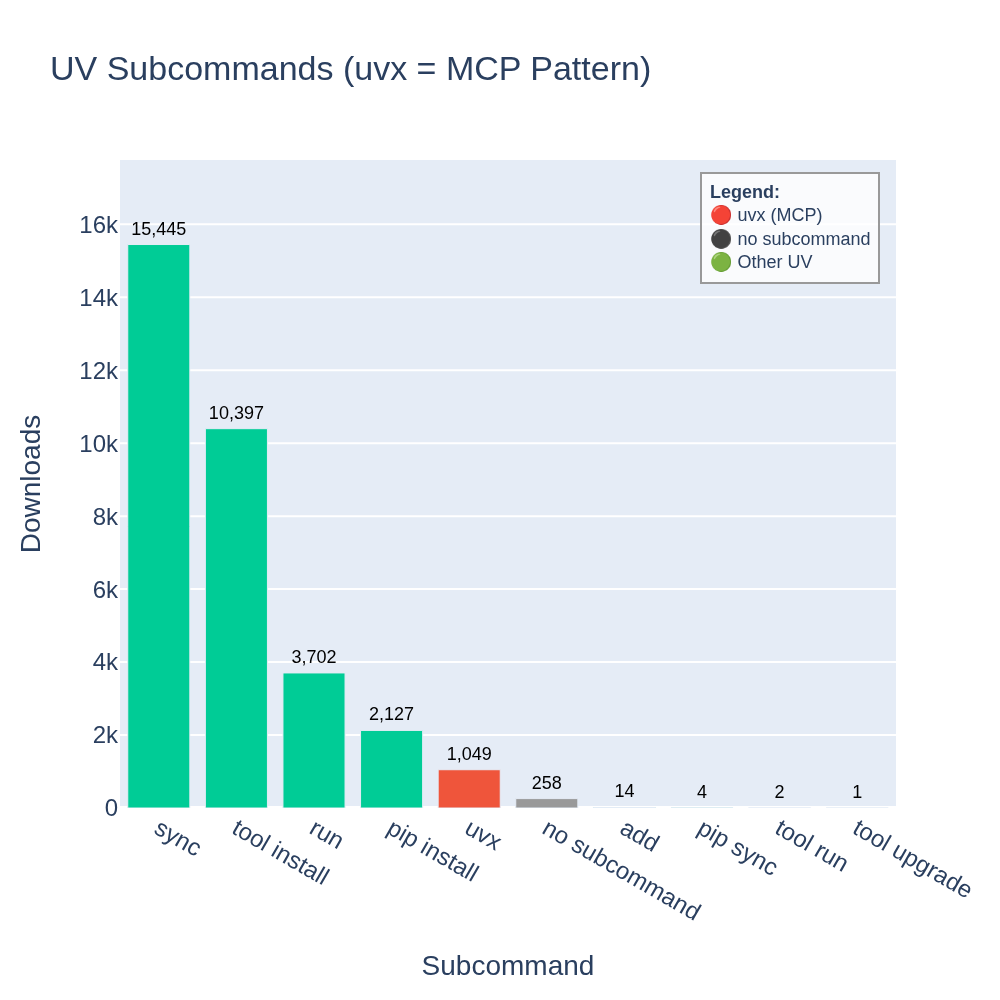 UV Subcommands (uvx = MCP Pattern)
Legend:
🔴 uvx (MCP)
⚫ no subcommand
🟢 Other UV
Downloads
16k
14k
12k
10k
8k
6k
4k
2k
0
15,445
10,397
3,702
2,127
1,049
258
14
4
2
1
sync
tool install
run
pip install
uvx
no subcommand
add
pip sync
tool run
tool upgrade
Subcommand